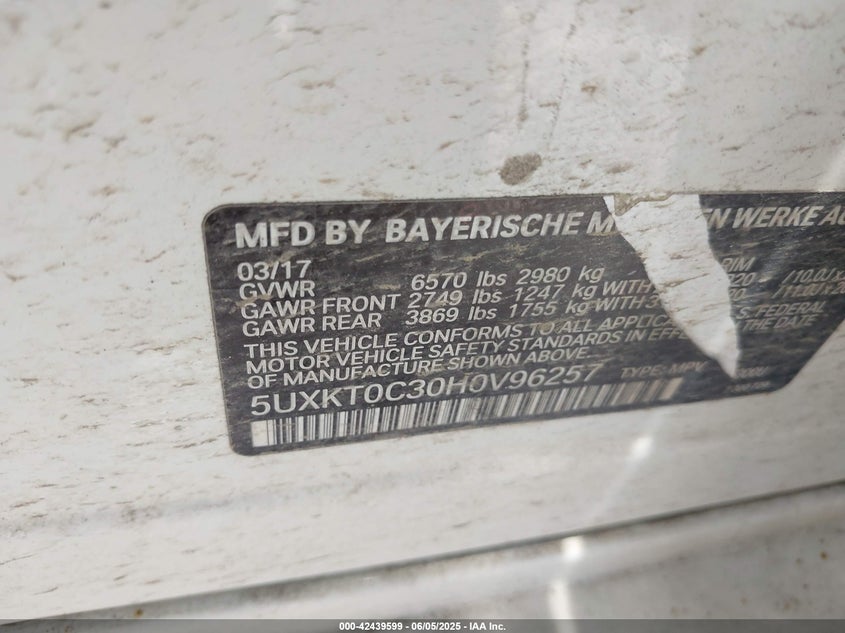 MFD BY BAYERISCHE M EN WERKE AG
03/17
GVWR 6570 lbs 2980 kg
GAWR FRONT 2749 lbs 1247 kg WITH
GAWR REAR 3869 lbs 1755 kg WITH
THIS VEHICLE CONFORMS TO ALL APPLIC S. FEDERAL
MOTOR VEHICLE SAFETY STANDARDS IN EFFE THE DATE
OF MANUFACTURE SHOWN ABOVE.
5UXKT0C30H0V96257 TYPE: MPV
000-42439599 - 06/05/2025 - IAA Inc.